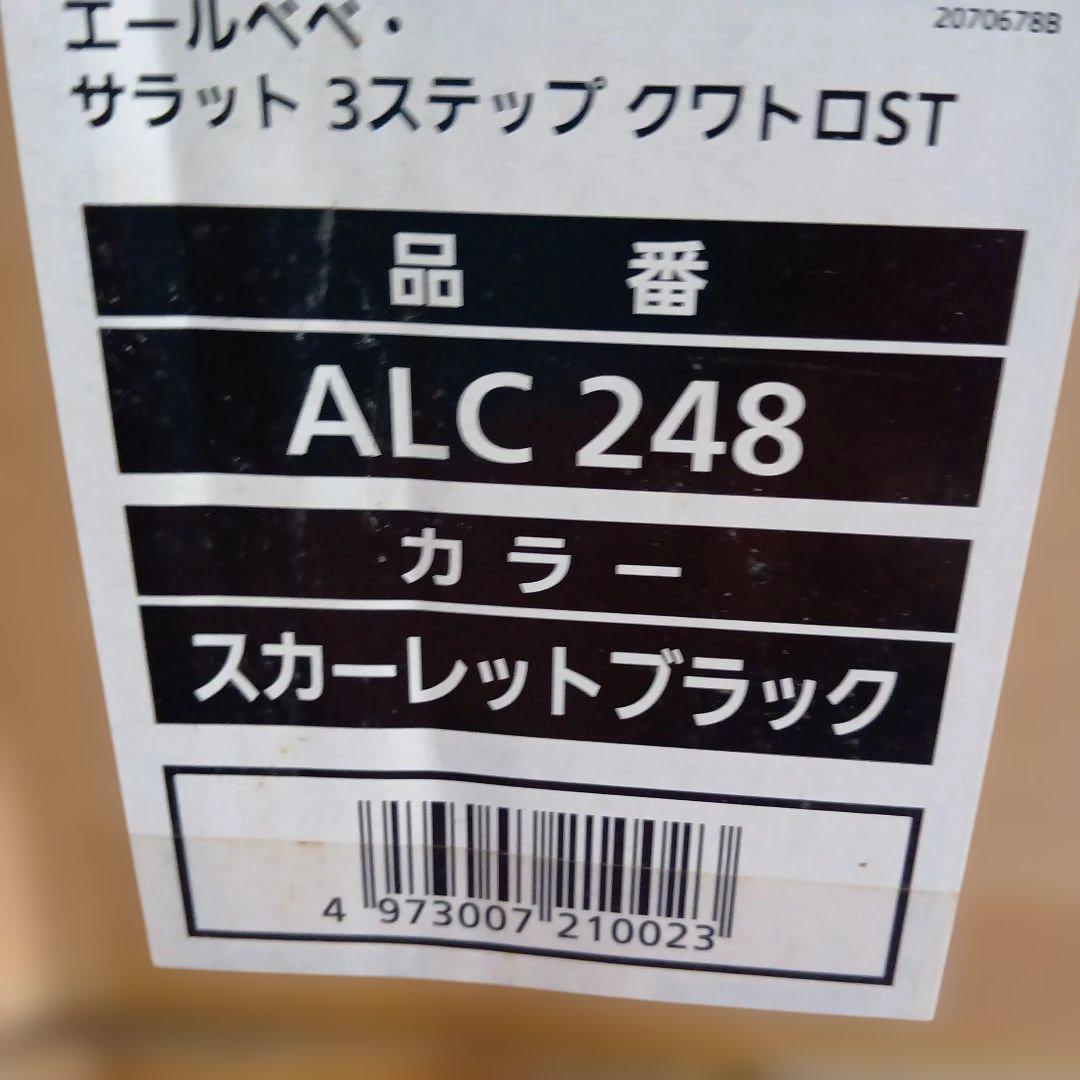 エールベベ・
2070678B
サラット 3ステップ クワトロST
品番
ALC 248
カラー
スカーレットブラック
4 973007 210023